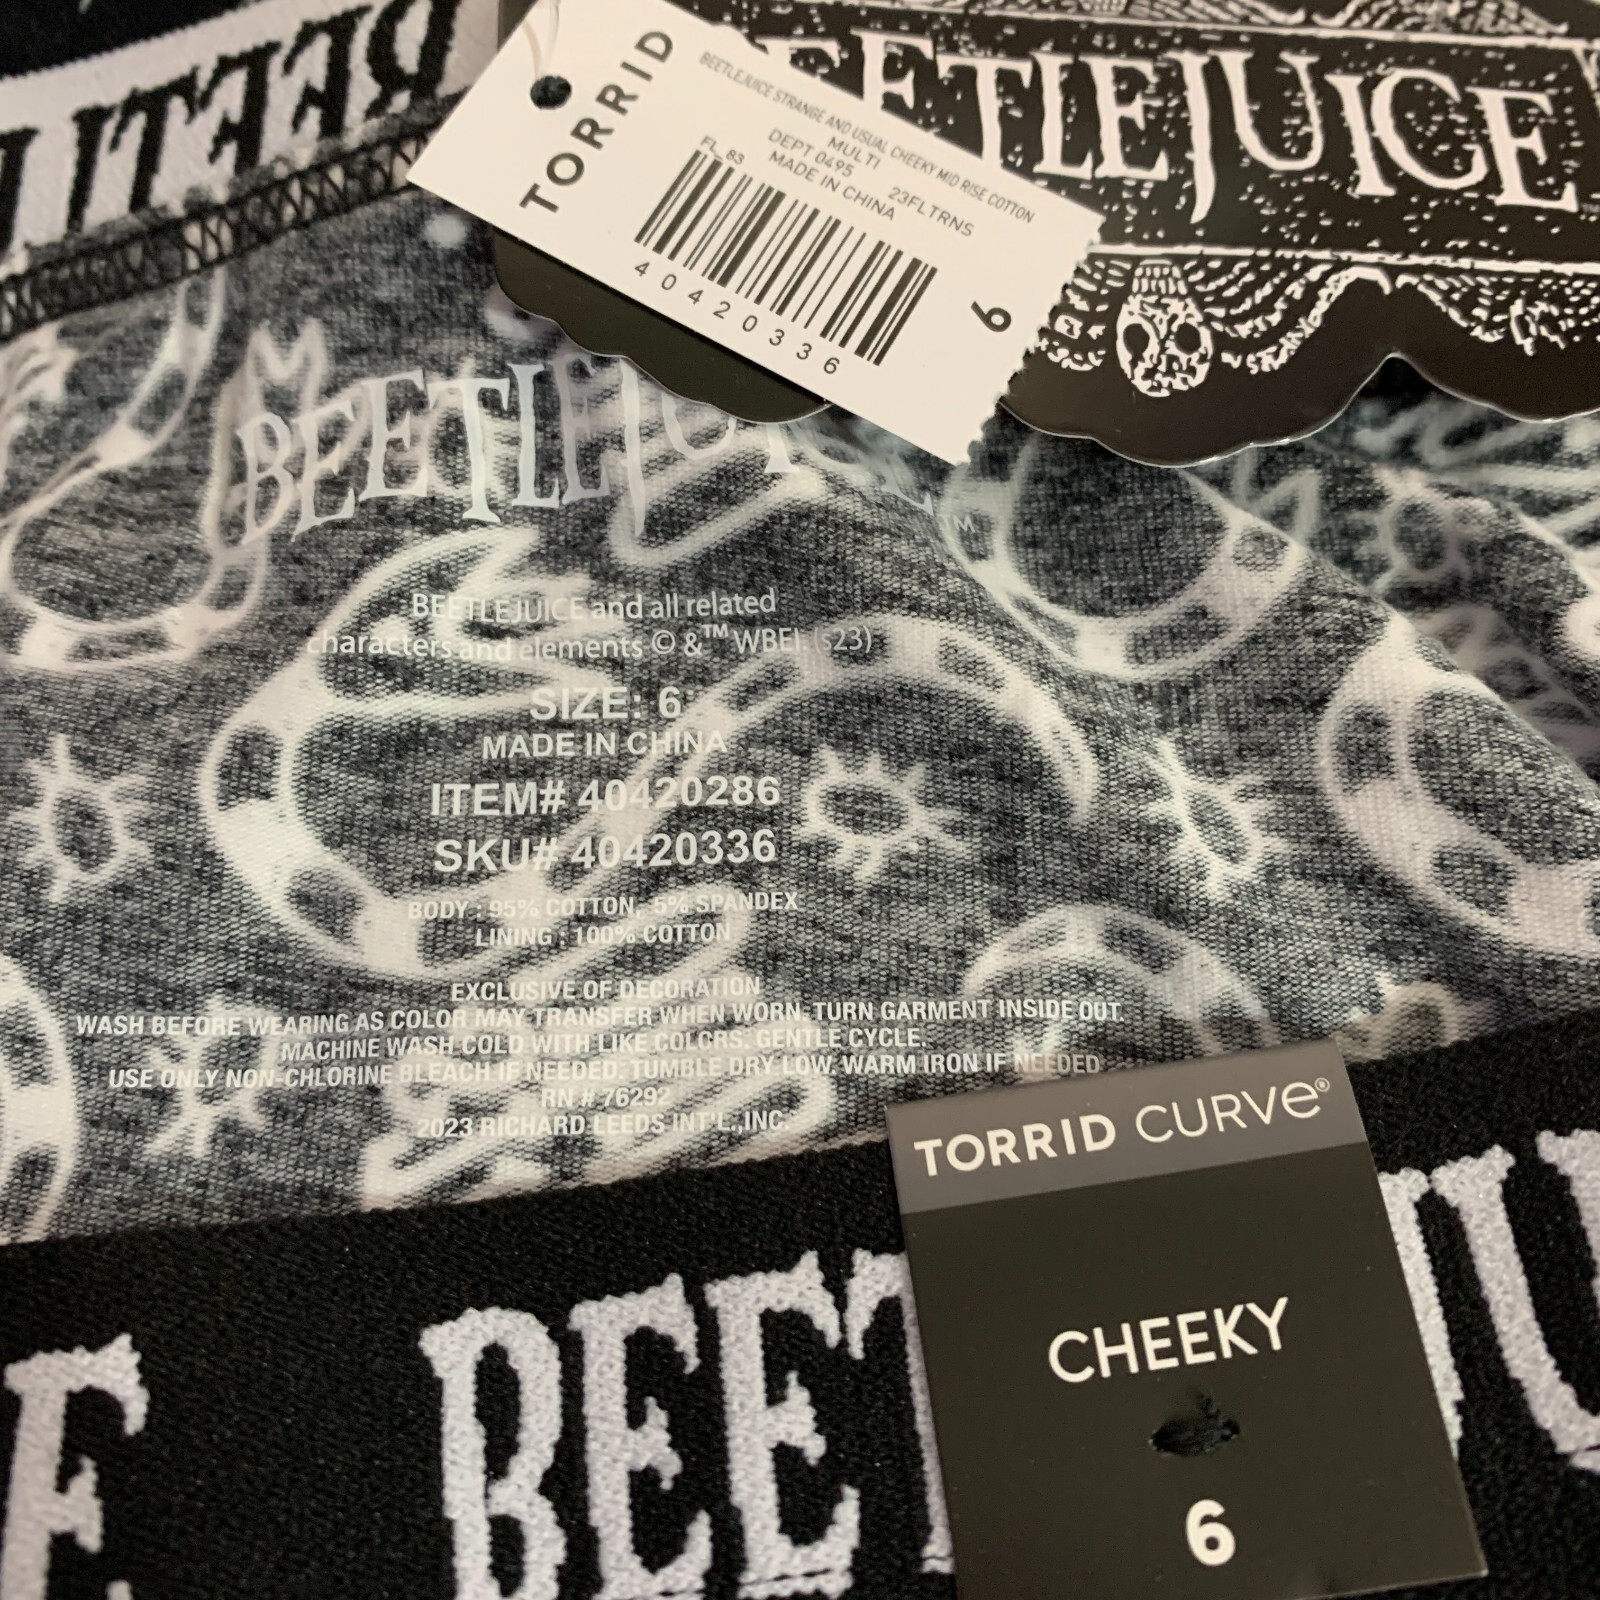 BEETL
TORRID
BEETLEJUICE STRANGE AND USUAL CHEEKY MID RISE COTTON
MULTI
DEPT 0495 23FLTRNS
FL_83 MADE IN CHINA
40420336
6
EETLEJUICE
BEETLEJUICE™
BEETLEJUICE and all related
characters and elements © &™ WBEI. (s23)
SIZE: 6
MADE IN CHINA
ITEM# 40420286
SKU# 40420336
BODY : 95% COTTON, 5% SPANDEX
LINING : 100% COTTON
EXCLUSIVE OF DECORATION
WASH BEFORE WEARING AS COLOR MAY TRANSFER WHEN WORN. TURN GARMENT INSIDE OUT.
MACHINE WASH COLD WITH LIKE COLORS. GENTLE CYCLE.
USE ONLY NON-CHLORINE BLEACH IF NEEDED. TUMBLE DRY LOW. WARM IRON IF NEEDED
RN # 76292
2023 RICHARD LEEDS INT'L.,INC.
TORRID CURVE®
CHEEKY
6
E BEET JU